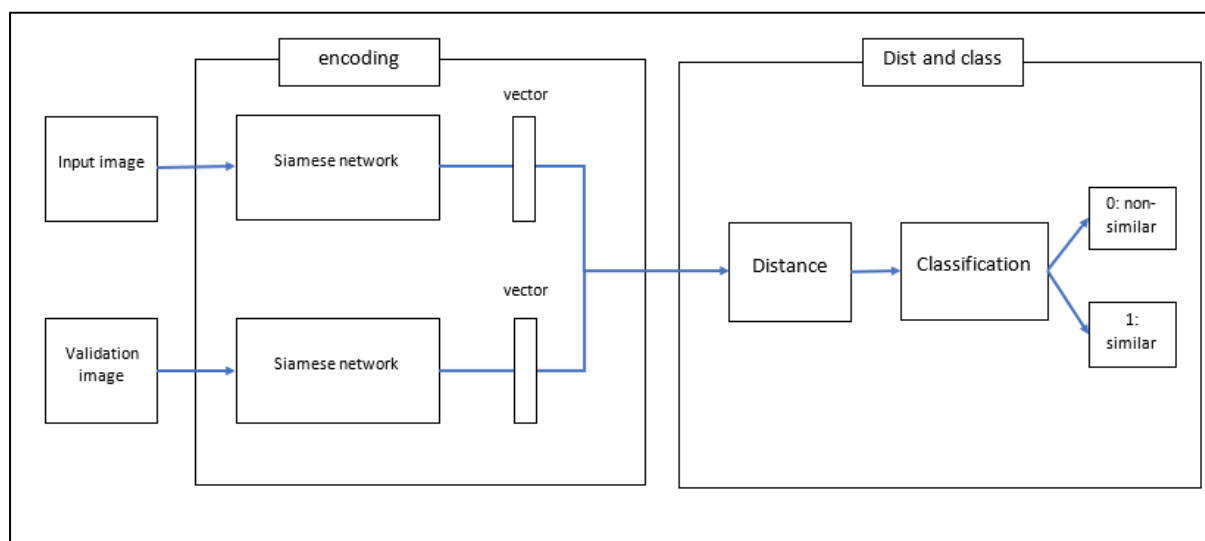 encoding
Dist and class
vector
Input image
Siamese network
0: non-
similar
Distance
Classification
vector
1:
similar
Validation
image
Siamese network